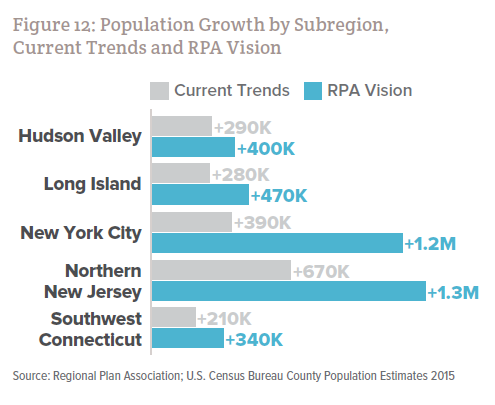 Figure 12: Population Growth by Subregion,
Current Trends and RPA Vision
Current Trends RPA Vision
Hudson Valley
+290K
+400K
Long Island
+280K
+470K
New York City
+390K
+1.2M
Northern
New Jersey
+670K
+1.3M
Southwest
Connecticut
+210K
+340K
Source: Regional Plan Association; U.S. Census Bureau County Population Estimates 2015